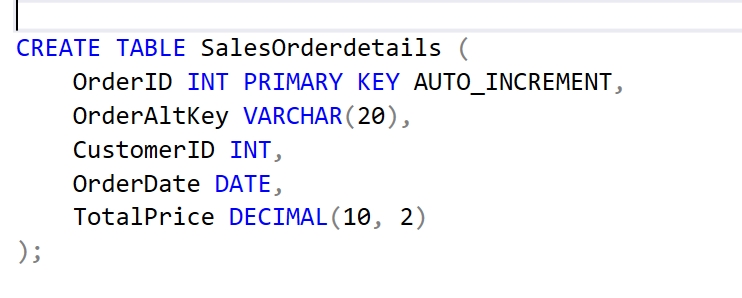 CREATE TABLE SalesOrderdetails (
    OrderID INT PRIMARY KEY AUTO_INCREMENT,
    OrderAltKey VARCHAR(20),
    CustomerID INT,
    OrderDate DATE,
    TotalPrice DECIMAL(10, 2)
);